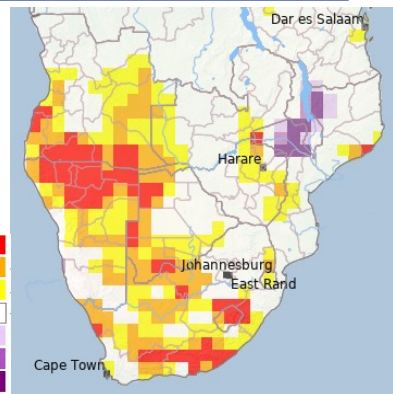 Dar es Salaam
Harare
Johannesburg
East Rand
Cape Town